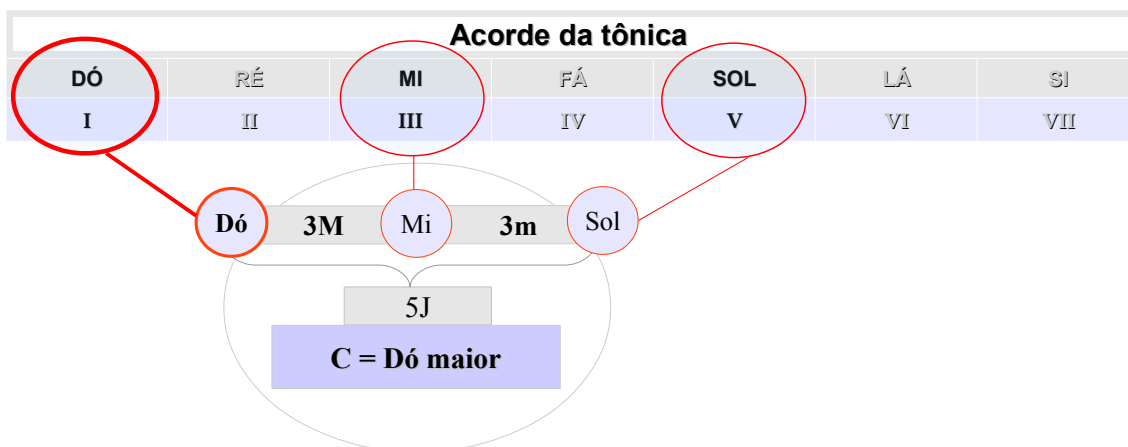 Acorde da tônica
DÓ RÉ MI FÁ SOL LÁ SI
I II III IV V VI VII
Dó 3M Mi 3m Sol
5J
C = Dó maior